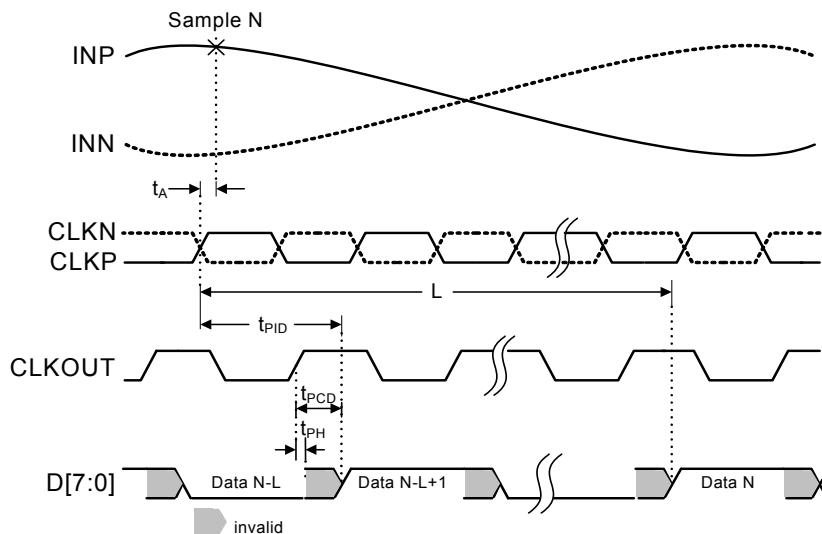 Sample N
INP
INN
tA
CLKN
CLKP
L
tPID
CLKOUT
tPCD
tPH
D[7:0]
Data N-L
Data N-L+1
Data N
invalid